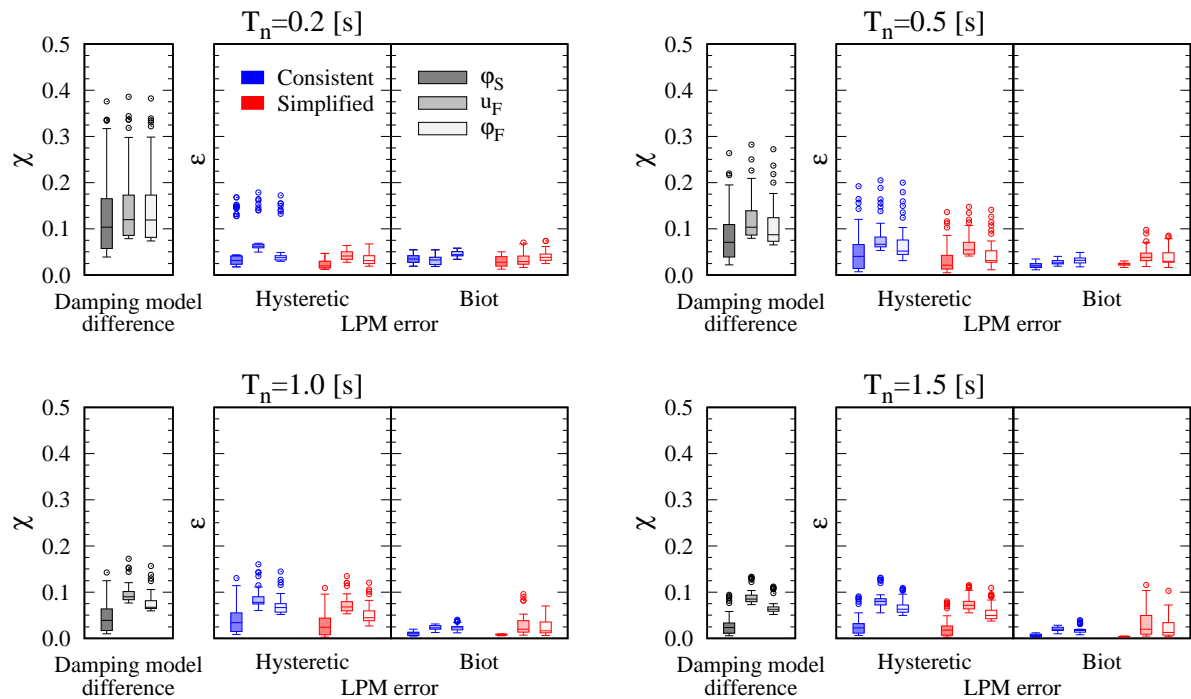 T_n=0.2 [s]
0.5
0.4
0.3
0.2
0.1
0.0
χ
ε
Consistent
Simplified
φ_S
u_F
φ_F
Damping model
difference
Hysteretic
Biot
LPM error
T_n=0.5 [s]
0.5
0.4
0.3
0.2
0.1
0.0
χ
ε
Damping model
difference
Hysteretic
Biot
LPM error
T_n=1.0 [s]
0.5
0.4
0.3
0.2
0.1
0.0
χ
ε
Damping model
difference
Hysteretic
Biot
LPM error
T_n=1.5 [s]
0.5
0.4
0.3
0.2
0.1
0.0
χ
ε
Damping model
difference
Hysteretic
Biot
LPM error